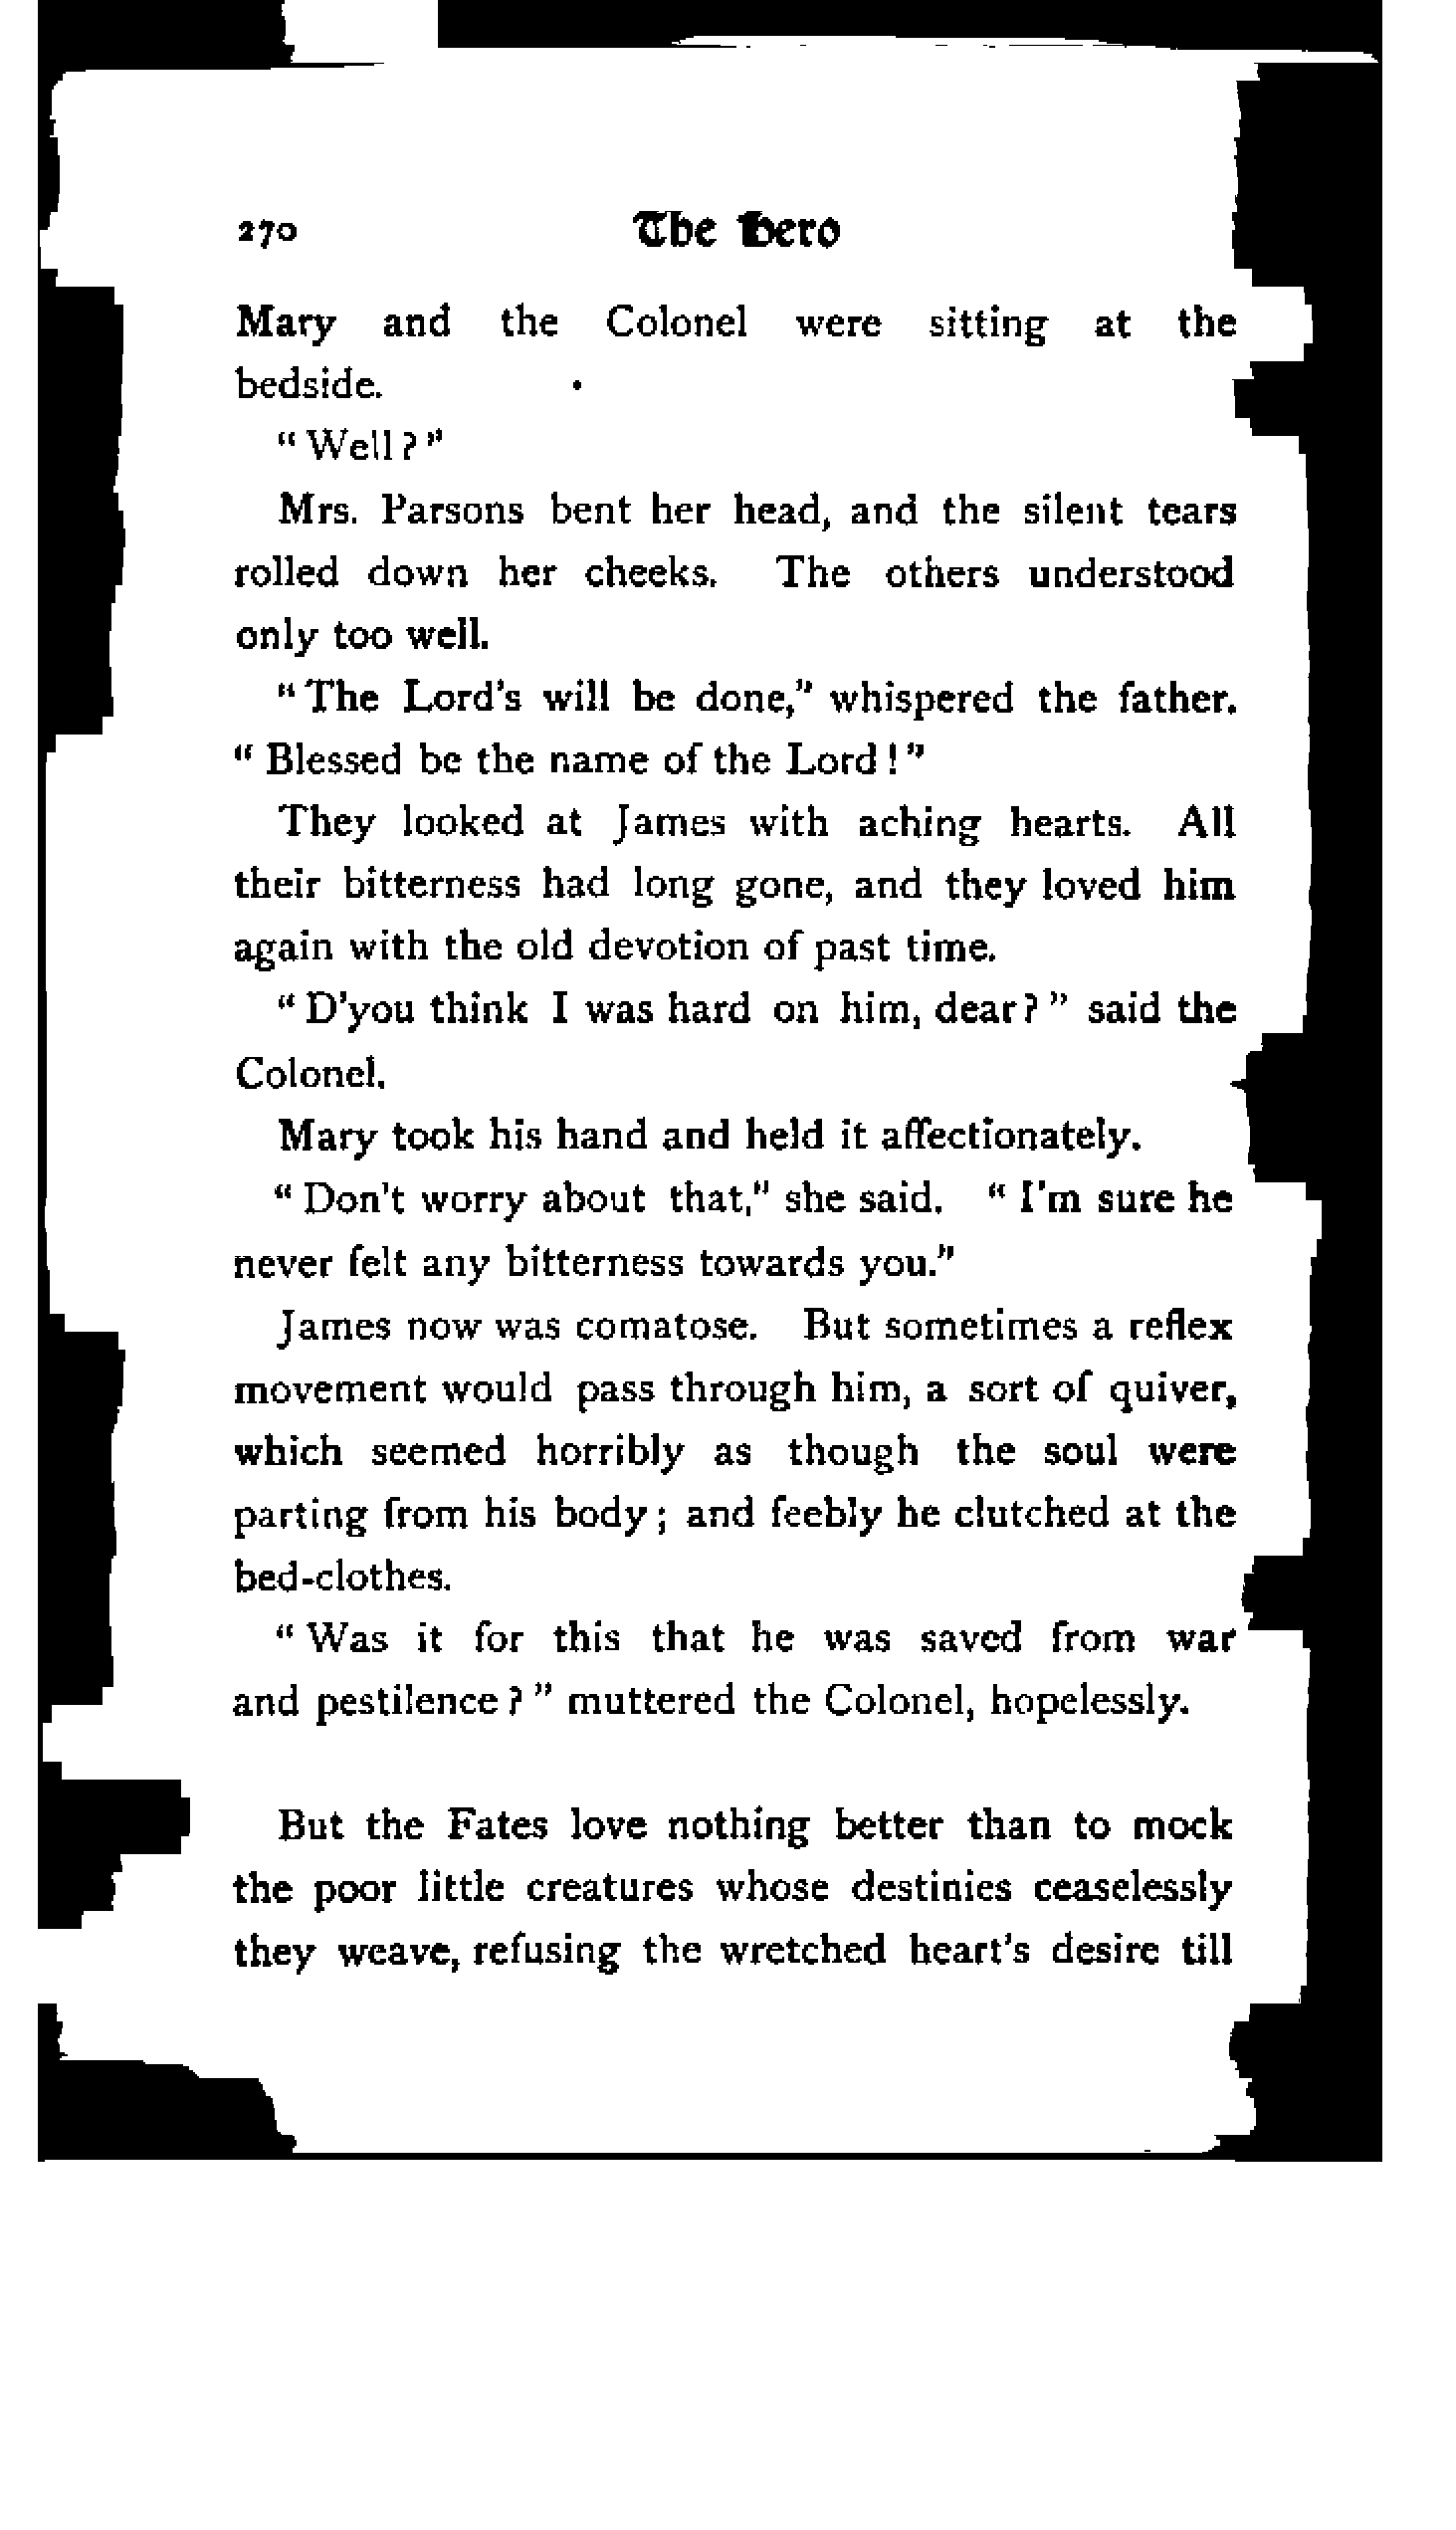 270 The Hero
Mary and the Colonel were sitting at the
bedside.
“Well?”
Mrs. Parsons bent her head, and the silent tears
rolled down her cheeks. The others understood
only too well.
“The Lord's will be done,” whispered the father.
“Blessed be the name of the Lord!”
They looked at James with aching hearts. All
their bitterness had long gone, and they loved him
again with the old devotion of past time.
“D'you think I was hard on him, dear?” said the
Colonel.
Mary took his hand and held it affectionately.
“Don't worry about that,” she said. “I'm sure he
never felt any bitterness towards you.”
James now was comatose. But sometimes a reflex
movement would pass through him, a sort of quiver,
which seemed horribly as though the soul were
parting from his body; and feebly he clutched at the
bed-clothes.
“Was it for this that he was saved from war
and pestilence?” muttered the Colonel, hopelessly.
But the Fates love nothing better than to mock
the poor little creatures whose destinies ceaselessly
they weave, refusing the wretched heart's desire till